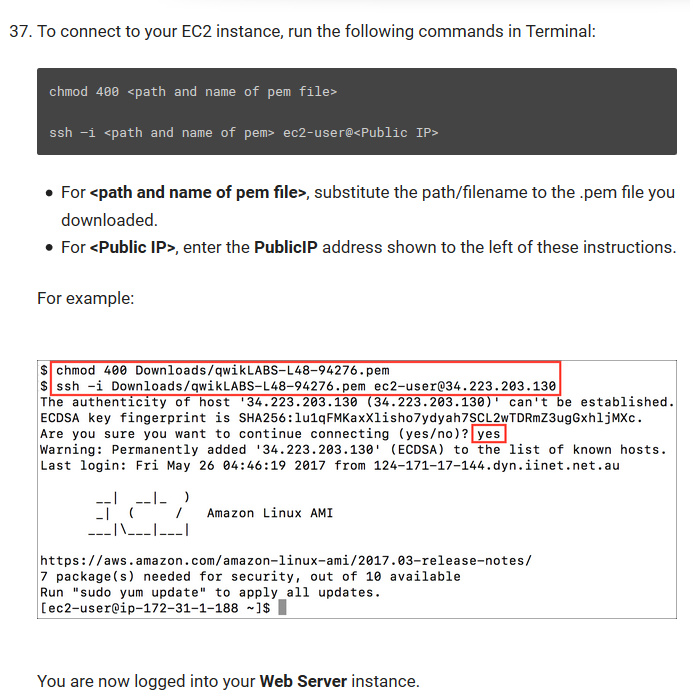 37. To connect to your EC2 instance, run the following commands in Terminal:
chmod 400 <path and name of pem file>
ssh –i <path and name of pem> ec2-user@<Public IP>
• For <path and name of pem file>, substitute the path/filename to the .pem file you
downloaded.
• For <Public IP>, enter the PublicIP address shown to the left of these instructions.
For example:
$ chmod 400 Downloads/qwikLABS-L48-94276.pem
$ ssh -i Downloads/qwikLABS-L48-94276.pem ec2-user@34.223.203.130
The authenticity of host '34.223.203.130 (34.223.203.130)' can't be established.
ECDSA key fingerprint is SHA256:lu1qFMKaxXlisho7ydyah7SCL2wTDRmZ3ugGxhljMXc.
Are you sure you want to continue connecting (yes/no)? yes
Warning: Permanently added '34.223.203.130' (ECDSA) to the list of known hosts.
Last login: Fri May 26 04:46:19 2017 from 124-171-17-144.dyn.iinet.net.au
__|  __|_  )
_|  (     /   Amazon Linux AMI
___|\___|___|
https://aws.amazon.com/amazon-linux-ami/2017.03-release-notes/
7 package(s) needed for security, out of 10 available
Run "sudo yum update" to apply all updates.
[ec2-user@ip-172-31-1-188 ~]$
You are now logged into your Web Server instance.